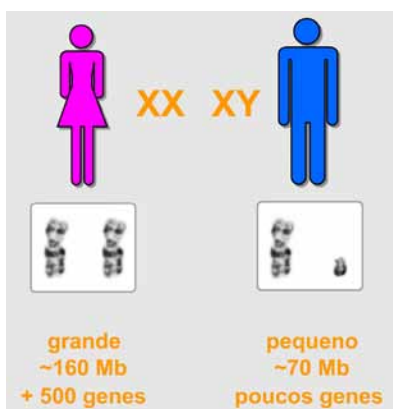 XX XY
grande
~160 Mb
+ 500 genes
pequeno
~70 Mb
poucos genes